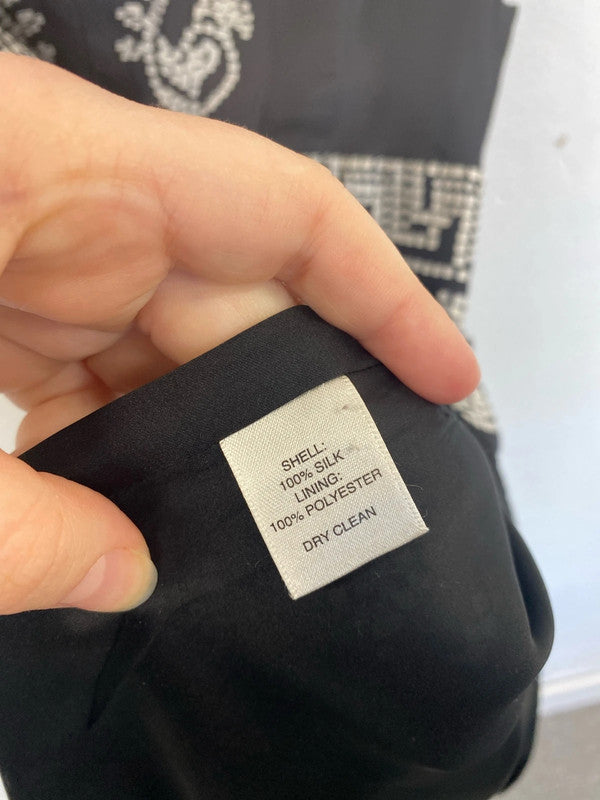 SHELL:
100% SILK
LINING:
100% POLYESTER
DRY CLEAN